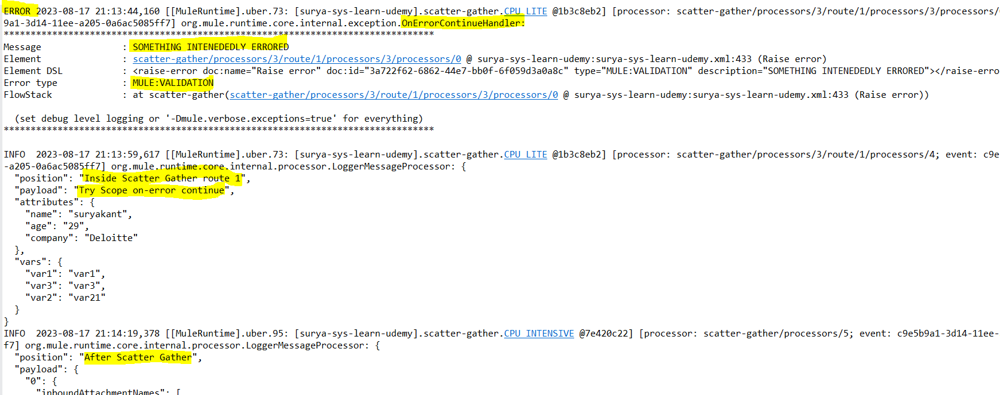 ERROR 2023-08-17 21:13:44,160 [[MuleRuntime].uber.73: [surya-sys-learn-udemy].scatter-gather.CPU_LITE @1b3c8eb2] [processor: scatter-gather/processors/3/route/1/processors/3/processors/
9a1-3d14-11ee-a205-0a6ac5085ff7] org.mule.runtime.core.internal.exception.OnErrorContinueHandler:
********************************************************************************
Message               : SOMETHING INTENEDEDLY ERRORED
Element               : scatter-gather/processors/3/route/1/processors/3/processors/0 @ surya-sys-learn-udemy:surya-sys-learn-udemy.xml:433 (Raise error)
Element DSL           : <raise-error doc:name="Raise error" doc:id="3a722f62-6862-44e7-bb0f-6f059d3a0a8c" type="MULE:VALIDATION" description="SOMETHING INTENEDEDLY ERRORED"></raise-erro
Error type            : MULE:VALIDATION
FlowStack             : at scatter-gather(scatter-gather/processors/3/route/1/processors/3/processors/0 @ surya-sys-learn-udemy:surya-sys-learn-udemy.xml:433 (Raise error))
(set debug level logging or '-Dmule.verbose.exceptions=true' for everything)
********************************************************************************
INFO  2023-08-17 21:13:59,617 [[MuleRuntime].uber.73: [surya-sys-learn-udemy].scatter-gather.CPU_LITE @1b3c8eb2] [processor: scatter-gather/processors/3/route/1/processors/4; event: c9e
-a205-0a6ac5085ff7] org.mule.runtime.core.internal.processor.LoggerMessageProcessor: {
"position": "Inside Scatter Gather route 1",
"payload": "Try Scope on-error continue",
"attributes": {
"name": "suryakant",
"age": "29",
"company": "Deloitte"
},
"vars": {
"var1": "var1",
"var3": "var3",
"var2": "var21"
}
}
INFO  2023-08-17 21:14:19,378 [[MuleRuntime].uber.95: [surya-sys-learn-udemy].scatter-gather.CPU_INTENSIVE @7e420c22] [processor: scatter-gather/processors/5; event: c9e5b9a1-3d14-11ee-
f7] org.mule.runtime.core.internal.processor.LoggerMessageProcessor: {
"position": "After Scatter Gather",
"payload": {
"0": {
"inboundAttachmentNames": [